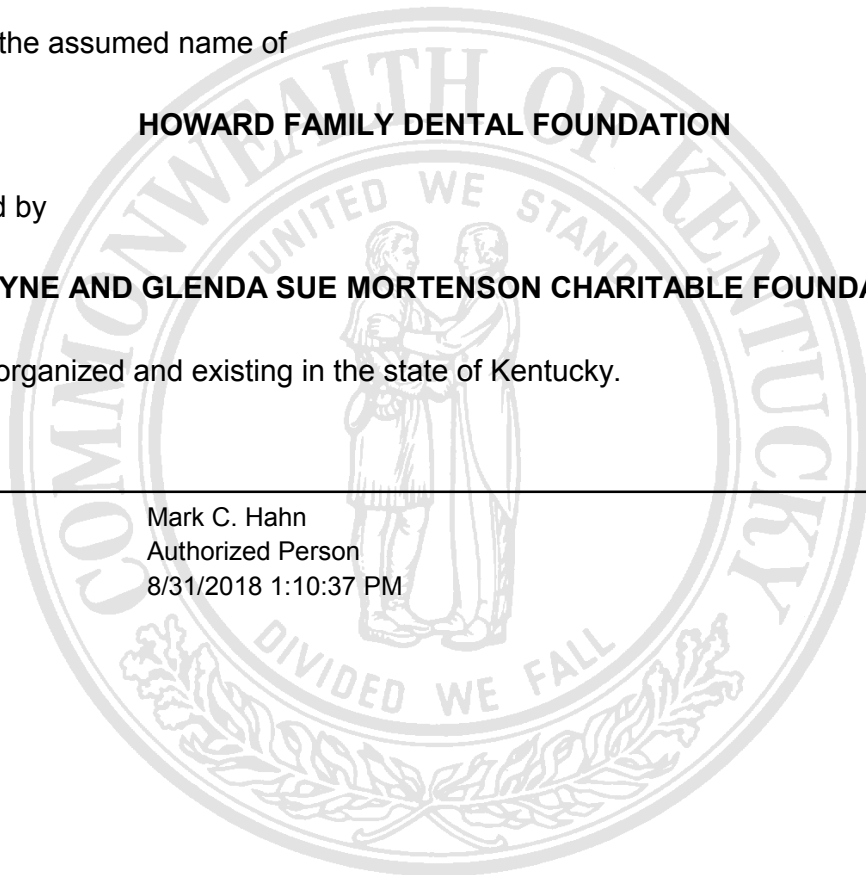 the assumed name of
HOWARD FAMILY DENTAL FOUNDATION
d by
YNE AND GLENDA SUE MORTENSON CHARITABLE FOUNDA
organized and existing in the state of Kentucky.
Mark C. Hahn
Authorized Person
8/31/2018 1:10:37 PM
COMMONWEALTH OF KENTUCKY
UNITED WE STAND
DIVIDED WE FALL